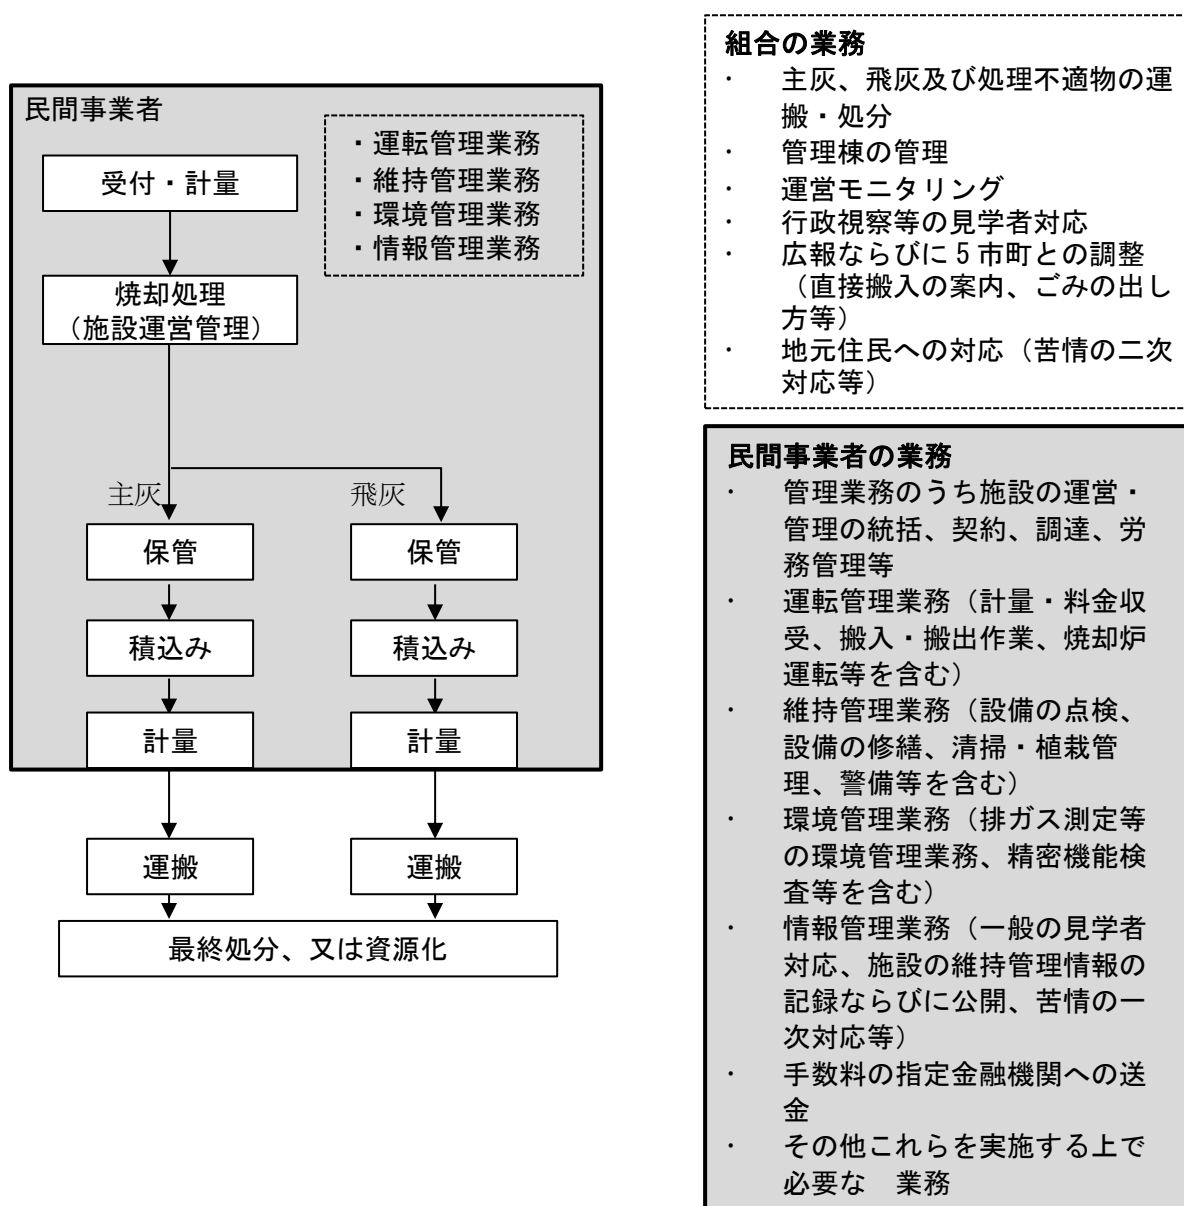 民間事業者
・運転管理業務
・維持管理業務
・環境管理業務
・情報管理業務
受付・計量
焼却処理
（施設運営管理）
主灰
飛灰
保管
保管
積込み
積込み
計量
計量
運搬
運搬
最終処分、又は資源化
組合の業務
・ 主灰、飛灰及び処理不適物の運
搬・処分
・ 管理棟の管理
・ 運営モニタリング
・ 行政視察等の見学者対応
・ 広報ならびに５市町との調整
（直接搬入の案内、ごみの出し
方等）
・ 地元住民への対応（苦情の二次
対応等）
民間事業者の業務
・ 管理業務のうち施設の運営・
管理の統括、契約、調達、労
務管理等
・ 運転管理業務（計量・料金収
受、搬入・搬出作業、焼却炉
運転等を含む）
・ 維持管理業務（設備の点検、
設備の修繕、清掃・植栽管
理、警備等を含む）
・ 環境管理業務（排ガス測定等
の環境管理業務、精密機能検
査等を含む）
・ 情報管理業務（一般の見学者
対応、施設の維持管理情報の
記録ならびに公開、苦情の一
次対応等）
・ 手数料の指定金融機関への送
金
・ その他これらを実施する上で
必要な　業務